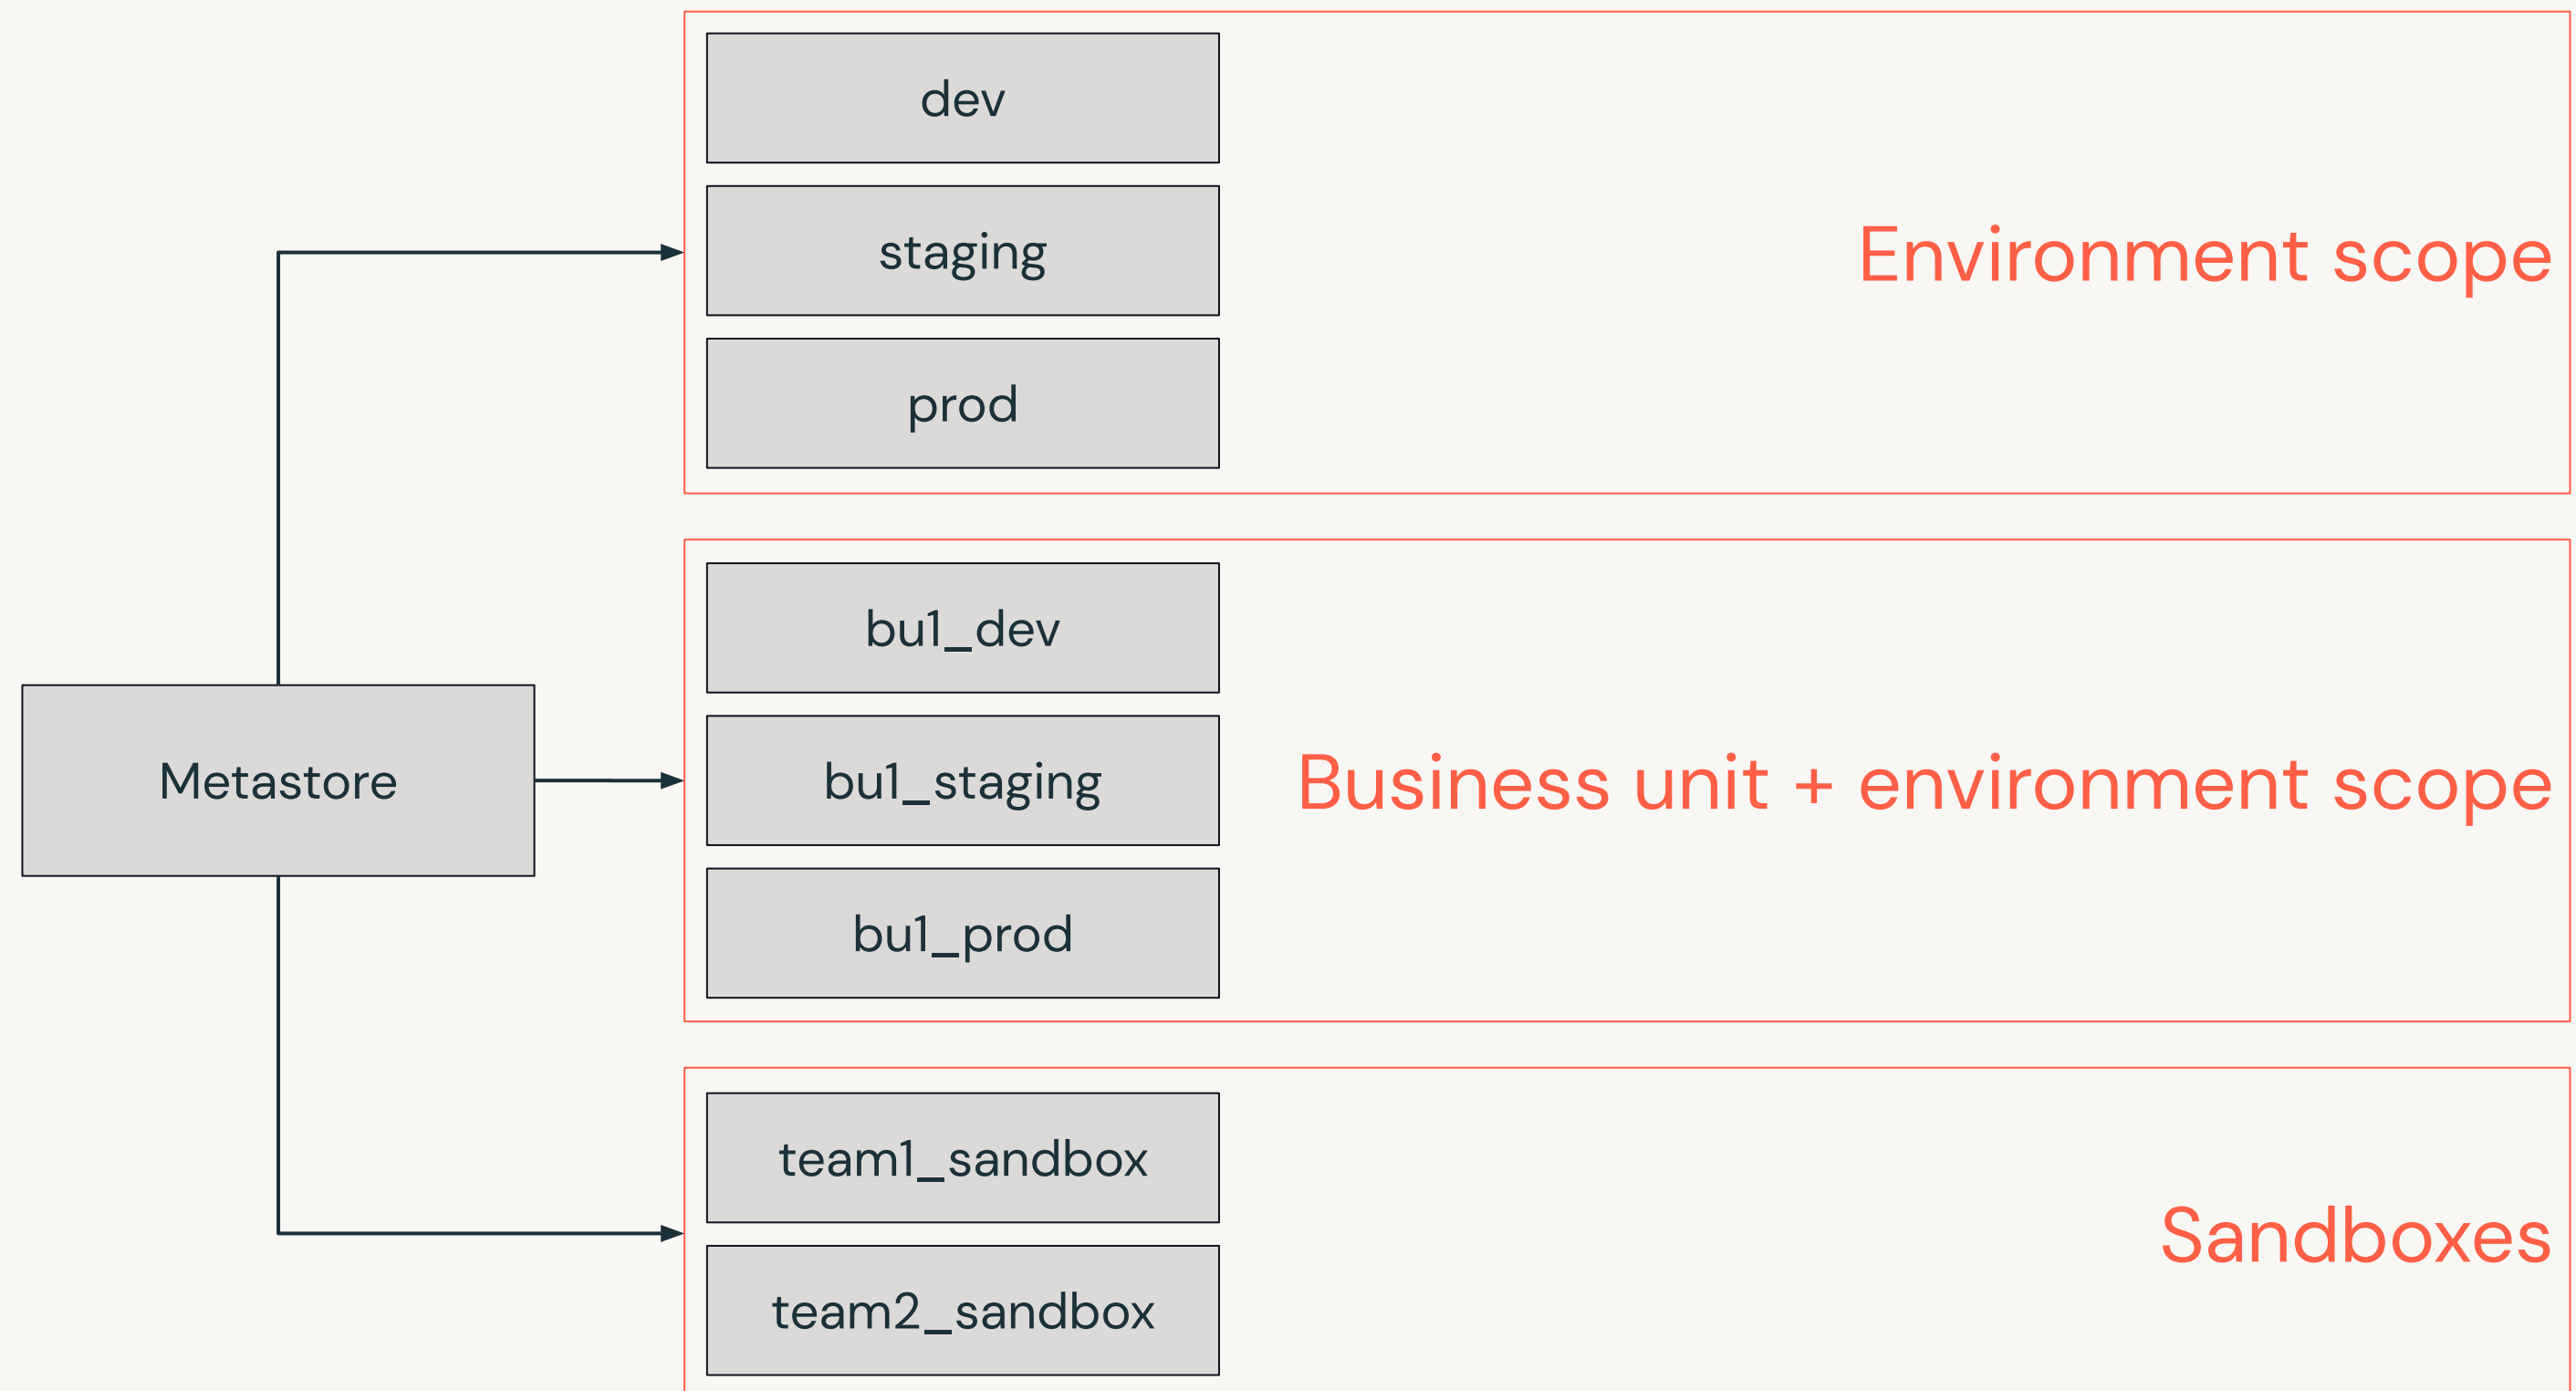 dev
staging
prod
Environment scope
Metastore
bu1_dev
bu1_staging
bu1_prod
Business unit + environment scope
team1_sandbox
team2_sandbox
Sandboxes